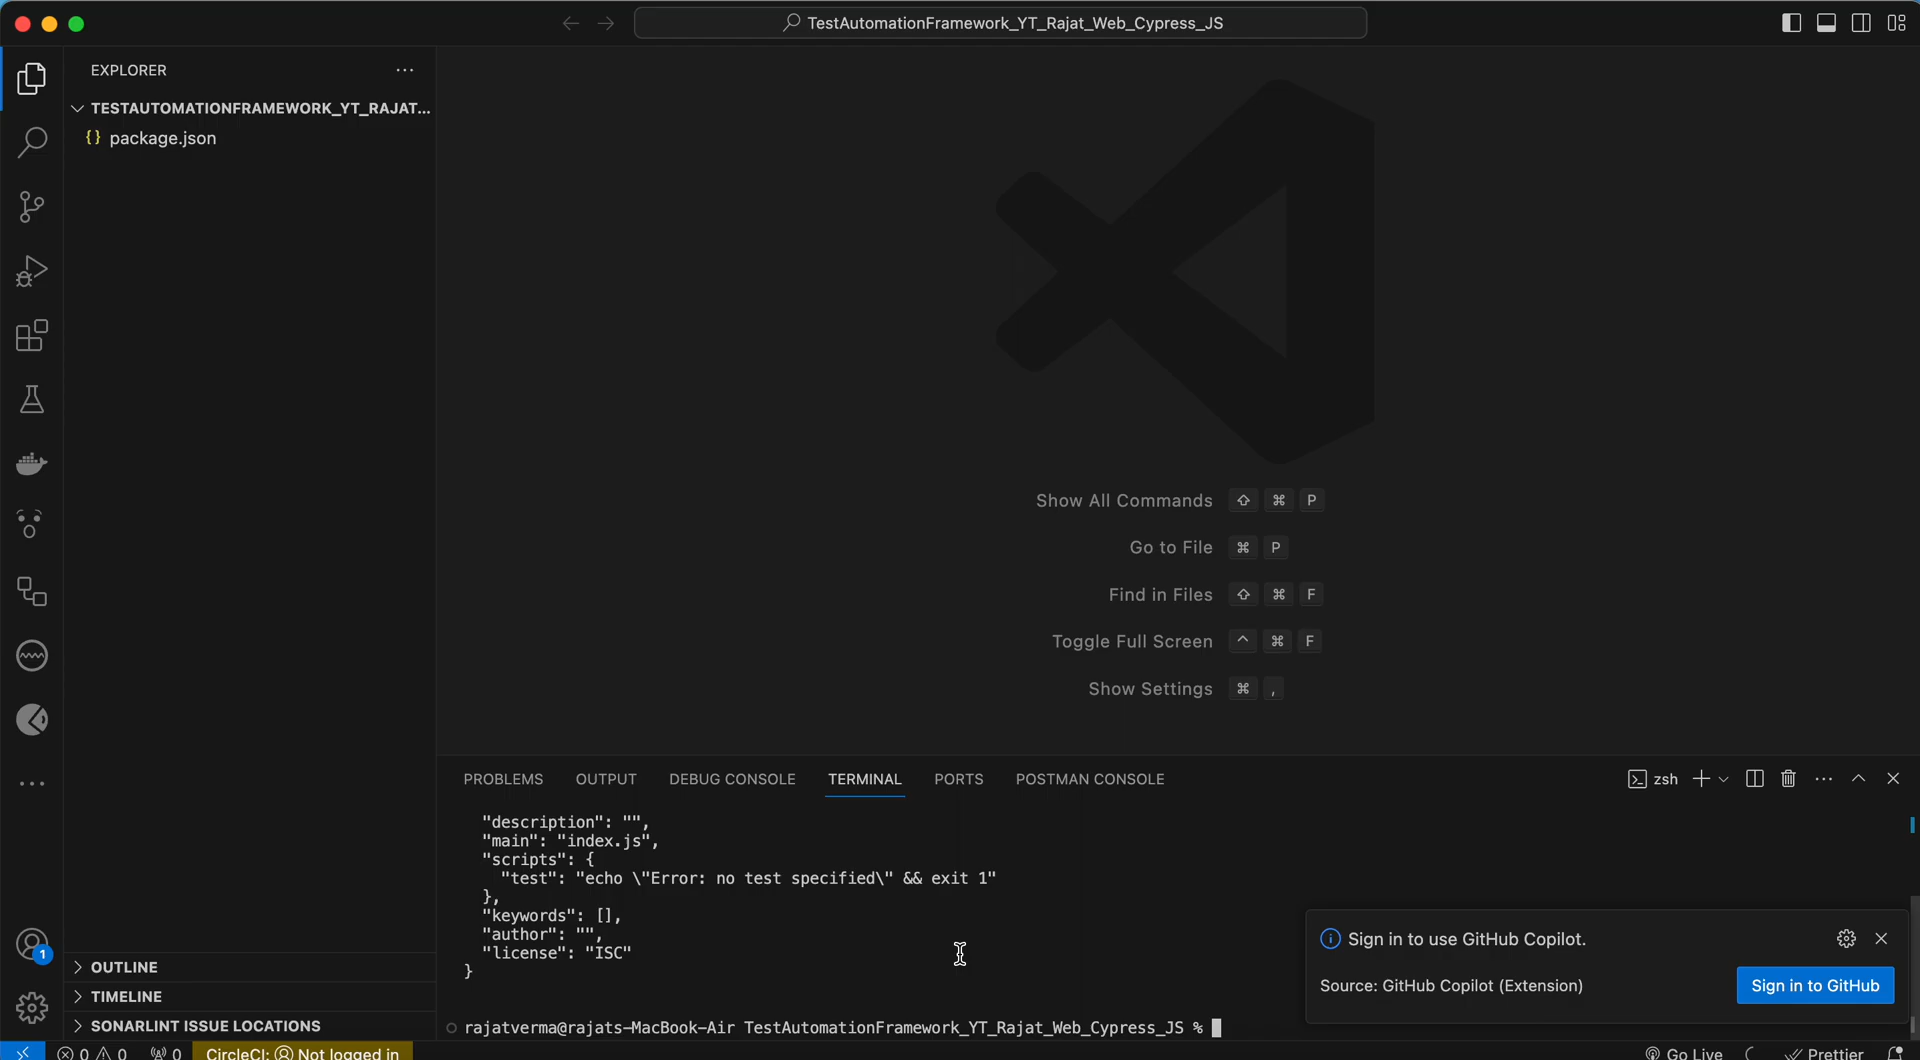 TestAutomationFramework_YT_Rajat_Web_Cypress_JS
EXPLORER
TESTAUTOMATIONFRAMEWORK_YT_RAJAT...
{} package.json
Show All Commands ⇧ ⌘ P
Go to File ⌘ P
Find in Files ⇧ ⌘ F
Toggle Full Screen ^ ⌘ F
Show Settings ⌘ ,
PROBLEMS OUTPUT DEBUG CONSOLE TERMINAL PORTS POSTMAN CONSOLE
zsh
"description": "",
"main": "index.js",
"scripts": {
"test": "echo \"Error: no test specified\" && exit 1"
},
"keywords": [],
"author": "",
"license": "ISC"
}
rajatverma@rajats-MacBook-Air TestAutomationFramework_YT_Rajat_Web_Cypress_JS %
Sign in to use GitHub Copilot.
Source: GitHub Copilot (Extension)
Sign in to GitHub
1
OUTLINE
TIMELINE
SONARLINT ISSUE LOCATIONS
0 0 0 CircleCI: Not logged in
Go Live Prettier